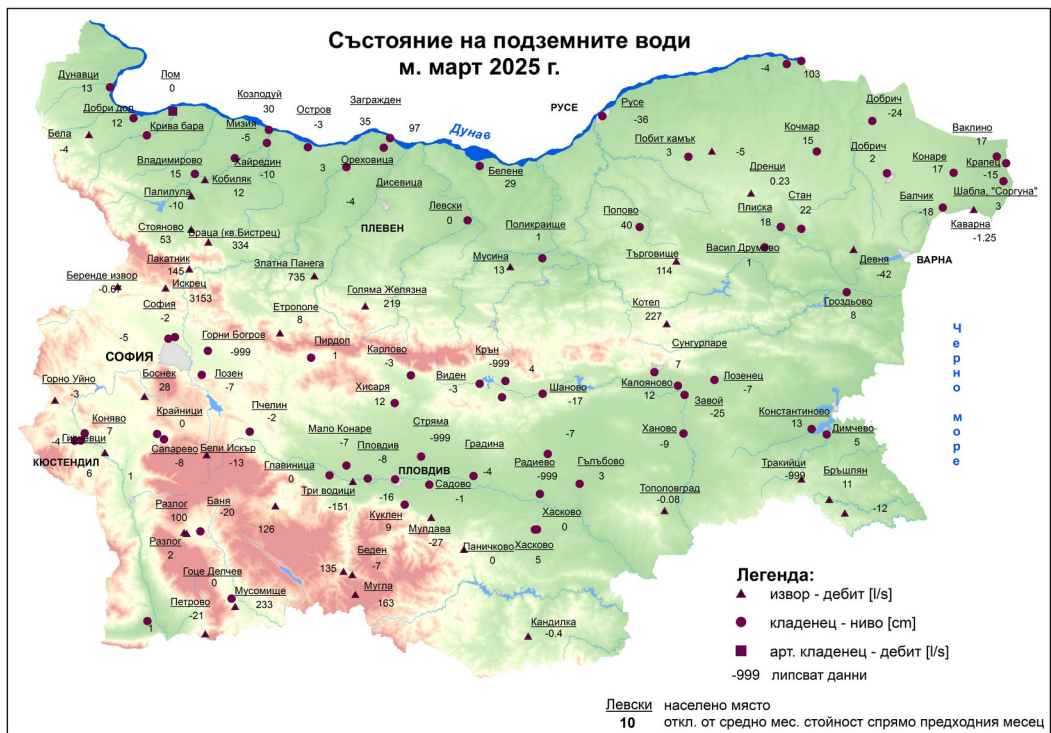 Състояние на подземните води
м. март 2025 г.
Лом
0
Дунавци
13
Козлодуй
30
Остров
-3
Загражден
35
97
Дунав
РУСЕ
Русе
-36
-4
103
Добрич
-24
Добри дол
12
Крива бара
Мизия
-5
Бела
-4
Владимирово
15
Хайредин
-10
Кобиляк
12
Ореховица
3
Дисевица
-4
Белене
29
Побит камък
3
-5
Кочмар
15
Добрич
2
Ваклино
17
Конаре
17
Крапец
-15
Шабла, "Соргуна"
3
Дренци
0.23
Палилула
-10
Стояново
53
Враца (кв.Бистрец)
334
ПЛЕВЕН
Левски
0
Поликраище
1
Попово
40
Плиска
18
Стан
22
Балчик
-18
Каварна
-1.25
Лакатник
145
Златна Панега
735
Мусина
13
Търговище
114
Васил Друмево
1
Девня
-42
ВАРНА
Беренде извор
-0.67
Искрец
3153
Голяма Желязна
219
Котел
227
Гроздьово
8
София
-2
Етрополе
8
-5
СОФИЯ
Горни Богров
-999
Пирдоп
1
Карлово
-3
Крън
-999
4
Сунгурларе
7
Черно море
Горно Уйно
-3
Боснек
28
Лозен
-7
Хисаря
12
Виден
-3
Шаново
-17
Калояново
12
Лозенец
-7
Завой
-25
Коняво
7
-4
Гирчевци
6
КЮСТЕНДИЛ
1
Крайници
0
Сапарево
-8
Пчелин
-2
Бели Искър
-13
Мало Конаре
-7
Стряма
-999
Пловдив
-8
ПЛОВДИВ
Градина
-4
-7
Ханово
-9
Константиново
13
Димчево
5
Главиница
0
Три водици
-151
-16
Садово
-1
Радиево
-999
Гълъбово
3
Тракийци
-999
Бръшлян
11
-12
Тополовград
-0.08
Разлог
100
Баня
-20
126
Куклен
9
Мулдава
-27
Хасково
0
Хасково
5
Разлог
2
Паничково
0
Беден
-7
135
Гоце Делчев
0
Мусомище
233
Мугла
163
Петрово
-21
1
Кандилка
-0.4
Легенда:
извор - дебит [l/s]
кладенец - ниво [cm]
арт. кладенец - дебит [l/s]
-999 липсват данни
Левски населено място
10 откл. от средно мес. стойност спрямо предходния месец